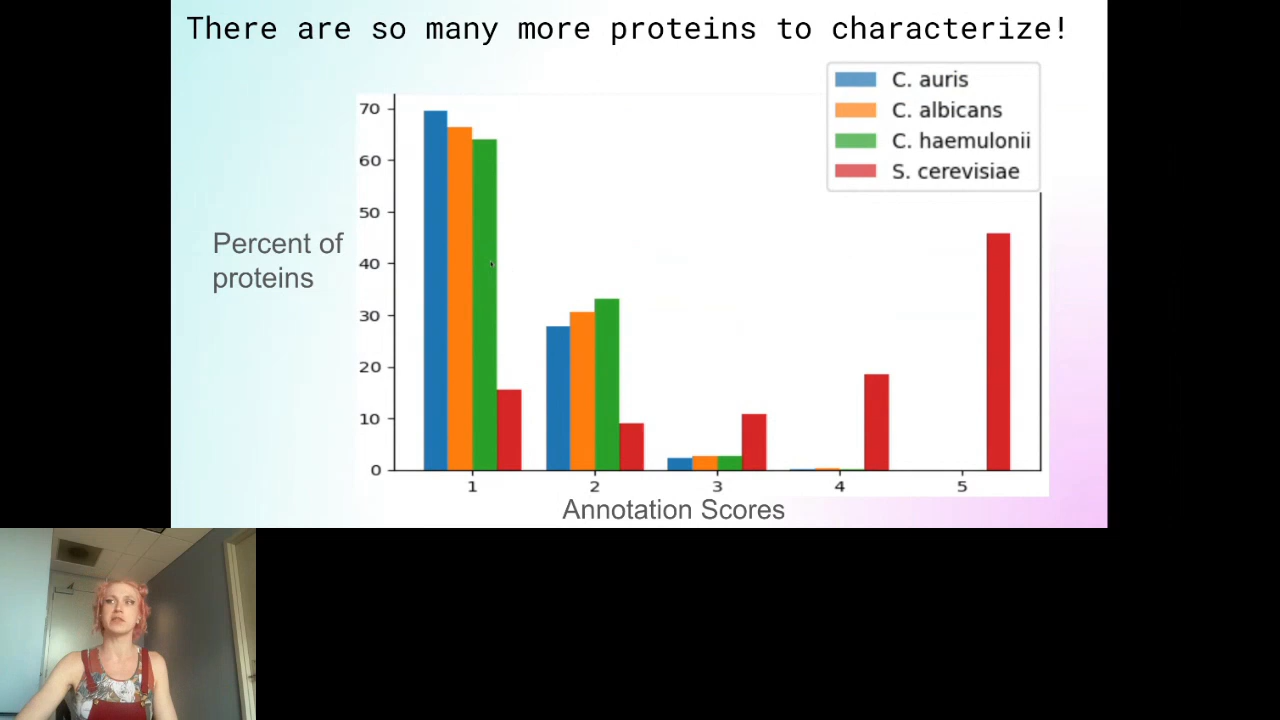 There are so many more proteins to characterize!
C. auris
C. albicans
C. haemulonii
S. cerevisiae
Percent of
proteins
70
60
50
40
30
20
10
0
1 2 3 4 5
Annotation Scores